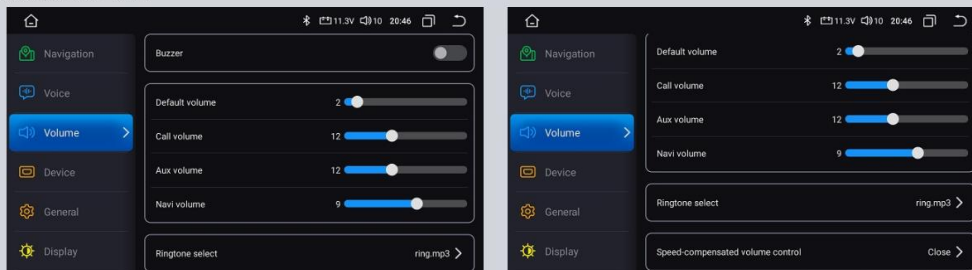 11.3V 10 20:46
Navigation
Voice
Volume
Device
General
Display
Buzzer
Default volume 2
Call volume 12
Aux volume 12
Navi volume 9
Ringtone select ring.mp3
11.3V 10 20:46
Navigation
Voice
Volume
Device
General
Display
Default volume 2
Call volume 12
Aux volume 12
Navi volume 9
Ringtone select ring.mp3
Speed-compensated volume control Close